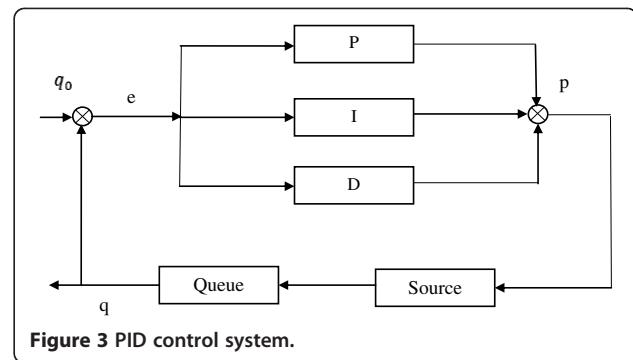 P
q₀
e
p
I
D
Queue
Source
q
Figure 3 PID control system.